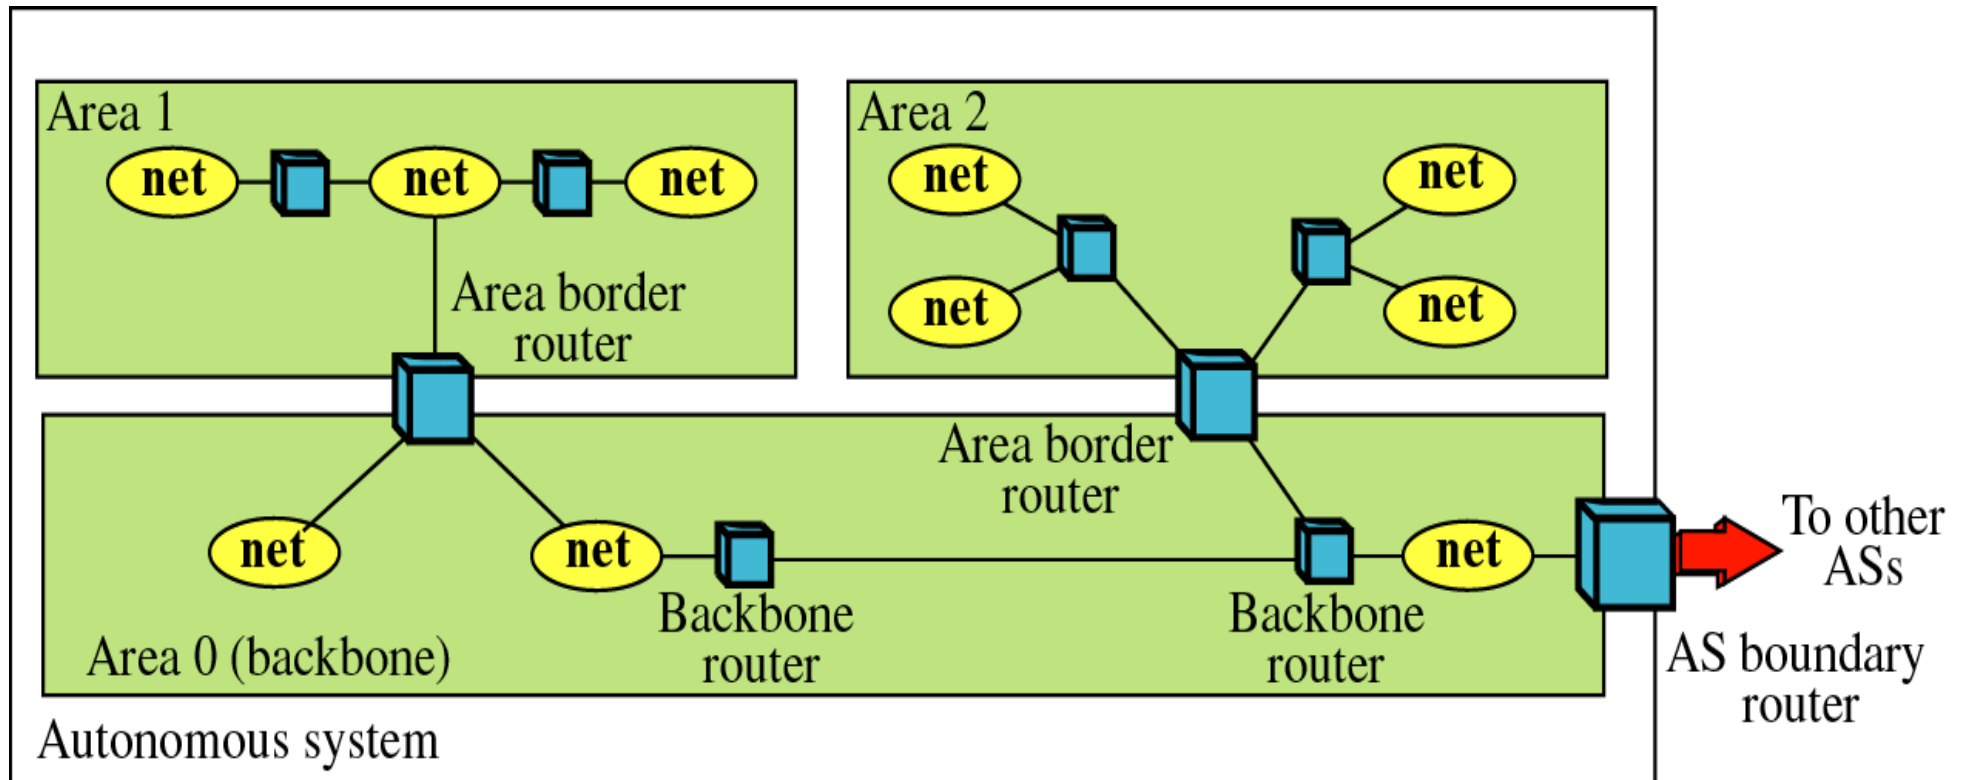 Area 1
net
net
net
Area border
router
Area 2
net
net
net
net
Area border
router
net
net
Backbone
router
Backbone
router
net
Area 0 (backbone)
To other
ASs
AS boundary
router
Autonomous system